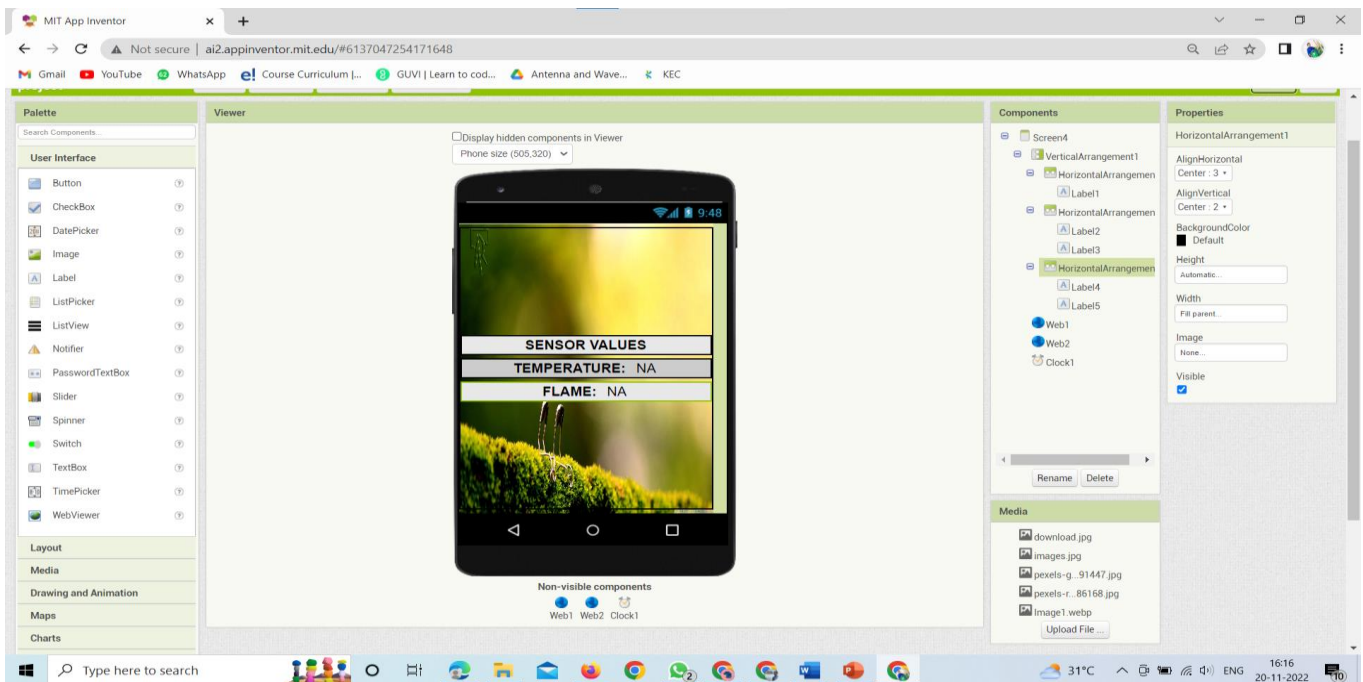 MIT App Inventor
Not secure | ai2.appinventor.mit.edu/#6137047254171648
Gmail YouTube WhatsApp Course Curriculum |... GUVI | Learn to cod... Antenna and Wave... KEC
Palette
Search Components...
User Interface
Button
CheckBox
DatePicker
Image
Label
ListPicker
ListView
Notifier
PasswordTextBox
Slider
Spinner
Switch
TextBox
TimePicker
WebViewer
Layout
Media
Drawing and Animation
Maps
Charts
Viewer
Display hidden components in Viewer
Phone size (505,320)
9:48
SENSOR VALUES
TEMPERATURE: NA
FLAME: NA
Non-visible components
Web1 Web2 Clock1
Components
Screen4
VerticalArrangement1
HorizontalArrangemen
Label1
HorizontalArrangemen
Label2
Label3
HorizontalArrangemen
Label4
Label5
Web1
Web2
Clock1
Rename Delete
Media
download.jpg
images.jpg
pexels-g...91447.jpg
pexels-r...86168.jpg
Image1.webp
Upload File ...
Properties
HorizontalArrangement1
AlignHorizontal
Center : 3
AlignVertical
Center : 2
BackgroundColor
Default
Height
Automatic...
Width
Fill parent...
Image
None...
Visible
Type here to search
31°C
ENG
16:16
20-11-2022